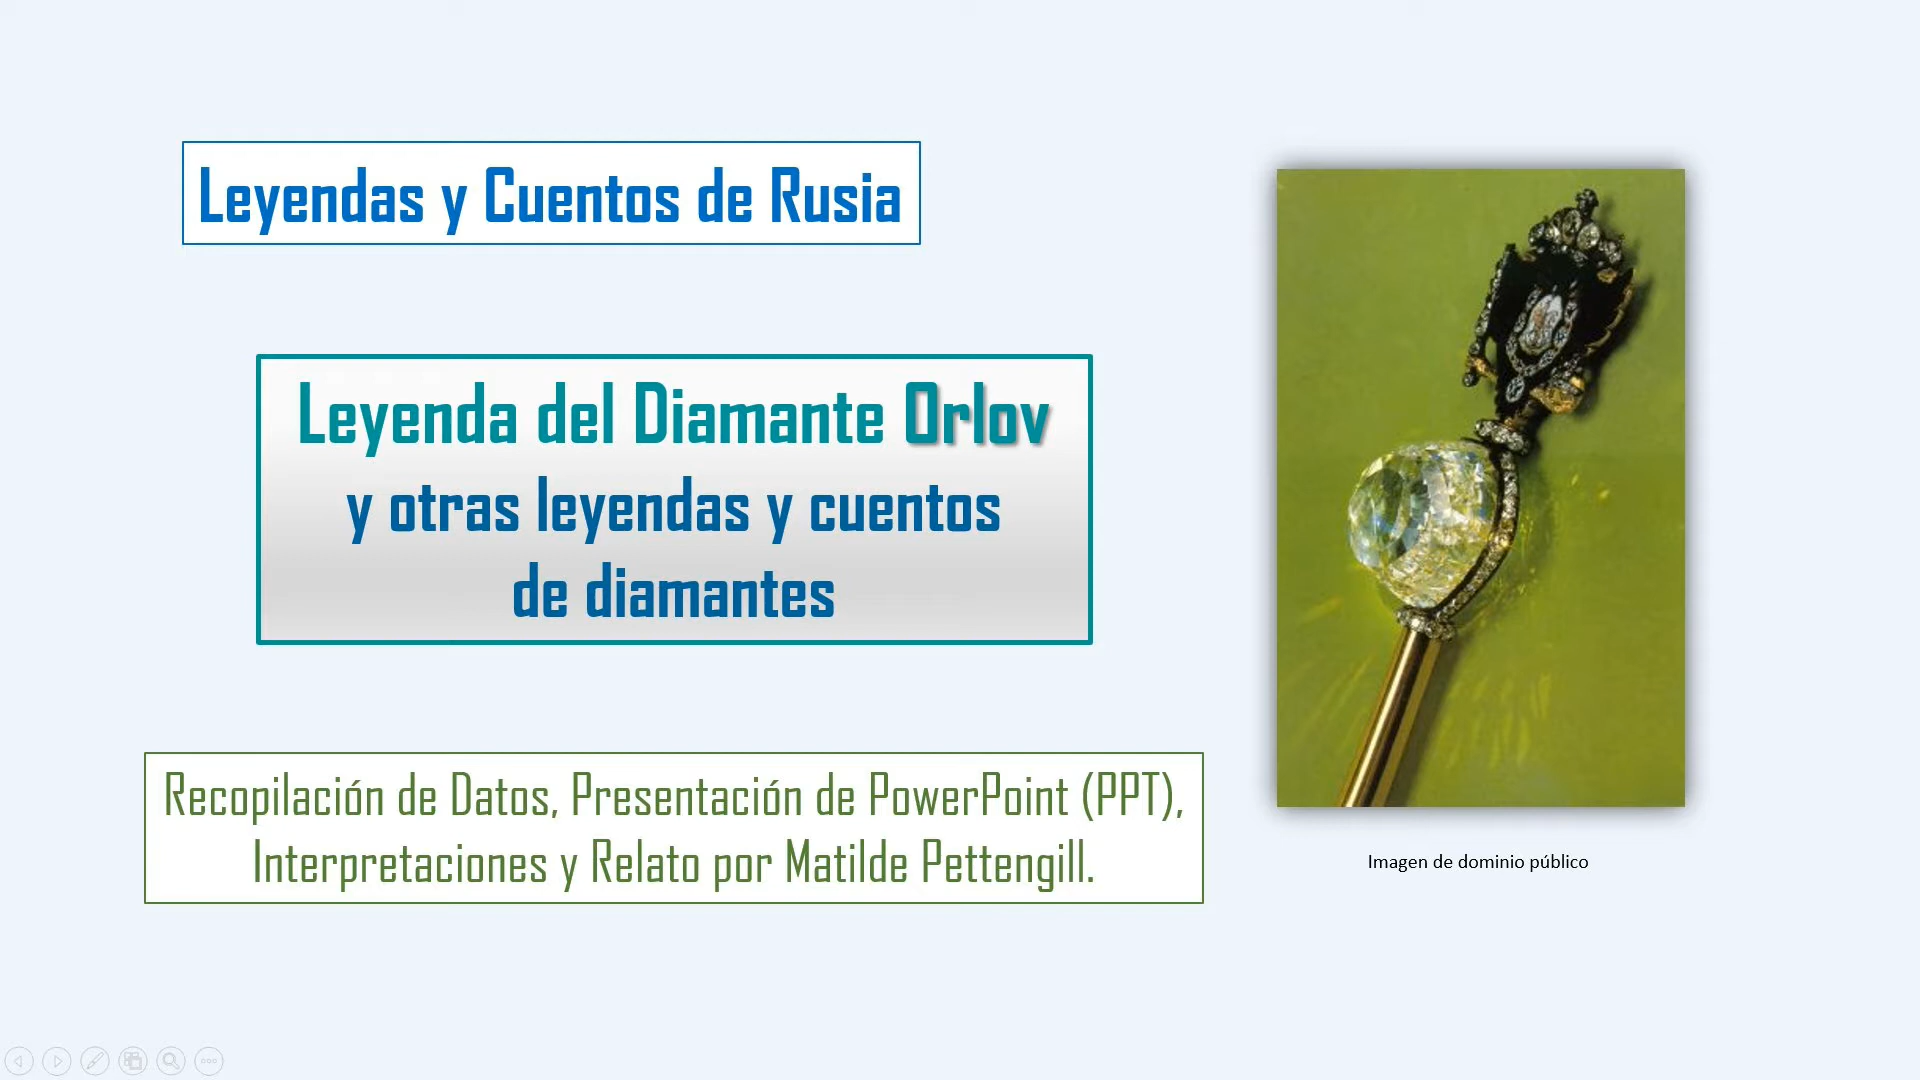 Leyendas y Cuentos de Rusia
Leyenda del Diamante Orlov
y otras leyendas y cuentos
de diamantes
Recopilación de Datos, Presentación de PowerPoint (PPT),
Interpretaciones y Relato por Matilde Pettengill.
Imagen de dominio público